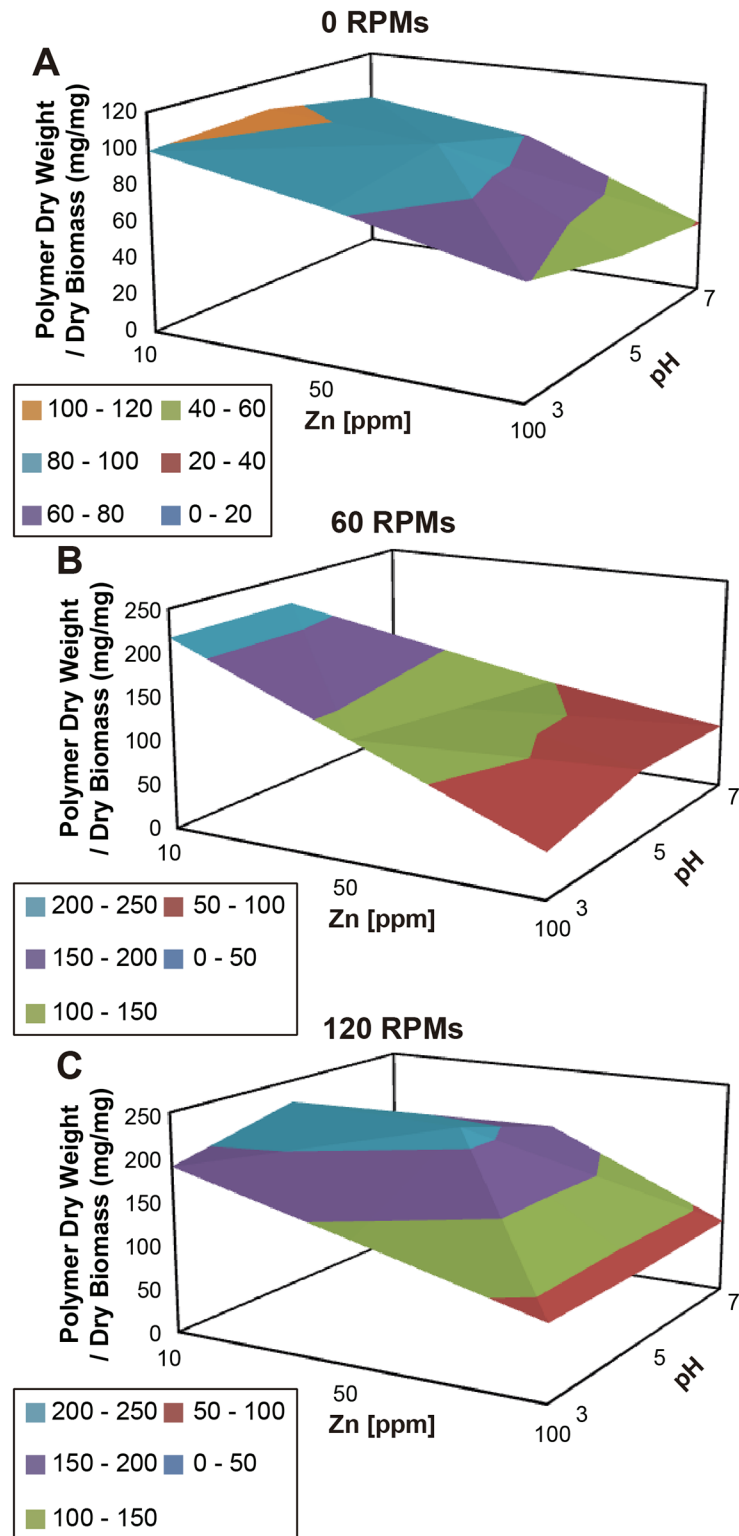 0 RPMs
A
Polymer Dry Weight
/ Dry Biomass (mg/mg)
120
100
80
60
40
20
0
10
50
100
Zn [ppm]
3
5
7
pH
100 - 120
40 - 60
80 - 100
20 - 40
60 - 80
0 - 20
60 RPMs
B
Polymer Dry Weight
/ Dry Biomass (mg/mg)
250
200
150
100
50
0
10
50
100
Zn [ppm]
3
5
7
pH
200 - 250
50 - 100
150 - 200
0 - 50
100 - 150
120 RPMs
C
Polymer Dry Weight
/ Dry Biomass (mg/mg)
250
200
150
100
50
0
10
50
100
Zn [ppm]
3
5
7
pH
200 - 250
50 - 100
150 - 200
0 - 50
100 - 150